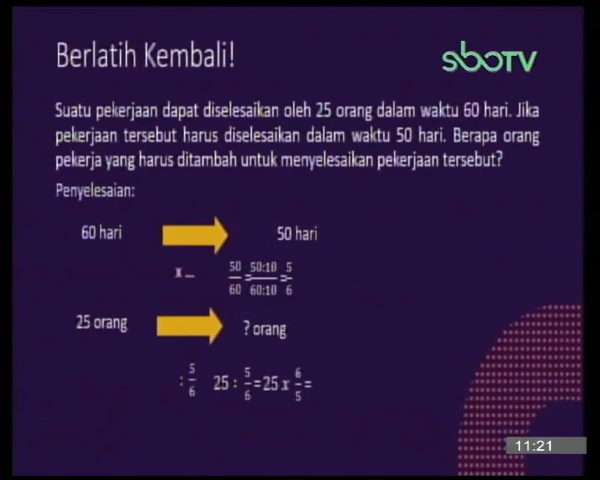 Berlatih Kembali!
sboTV
Suatu pekerjaan dapat diselesaikan oleh 25 orang dalam waktu 60 hari. Jika
pekerjaan tersebut harus diselesaikan dalam waktu 50 hari. Berapa orang
pekerja yang harus ditambah untuk menyelesaikan pekerjaan tersebut?
Penyelesaian:
60 hari 50 hari
x – 50/60 = 50:10/60:10 = 5/6
25 orang ? orang
: 5/6 25 : 5/6 = 25 x 6/5 =
11:21